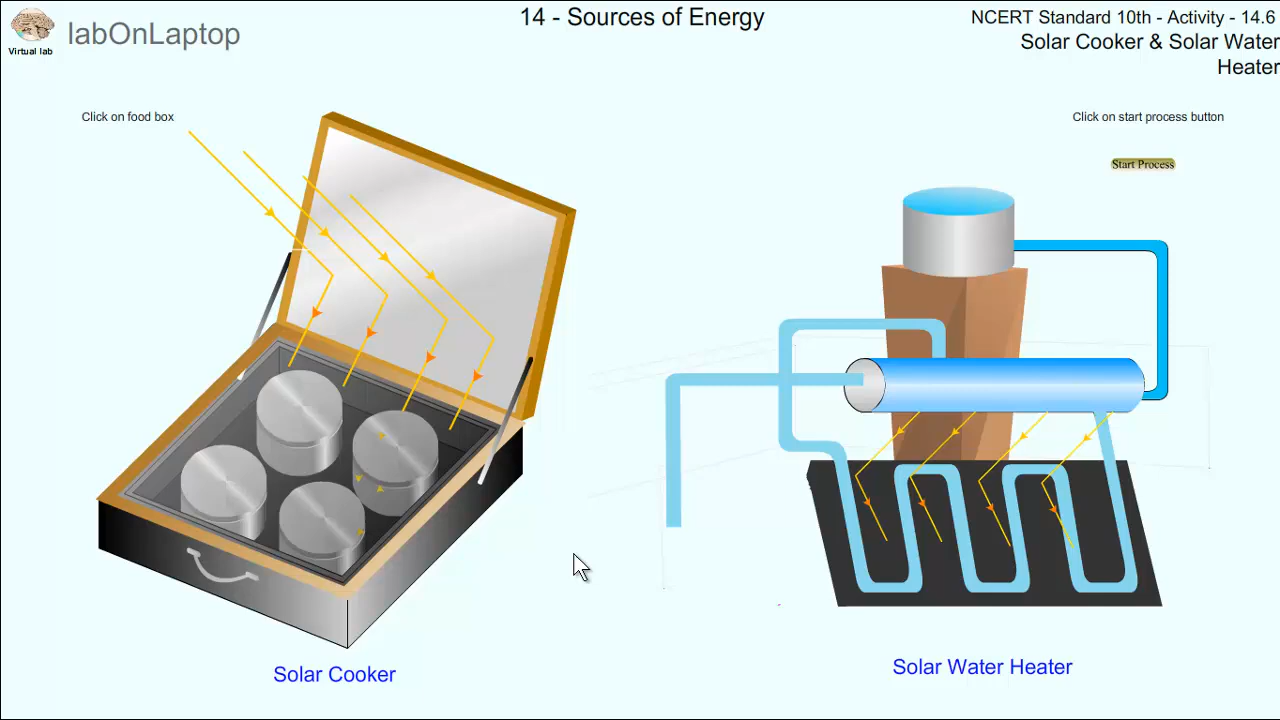 14 - Sources of Energy
NCERT Standard 10th - Activity - 14.6
Solar Cooker & Solar Water
Heater
labOnLaptop
Virtual lab
Click on food box
Click on start process button
Start Process
Solar Cooker
Solar Water Heater